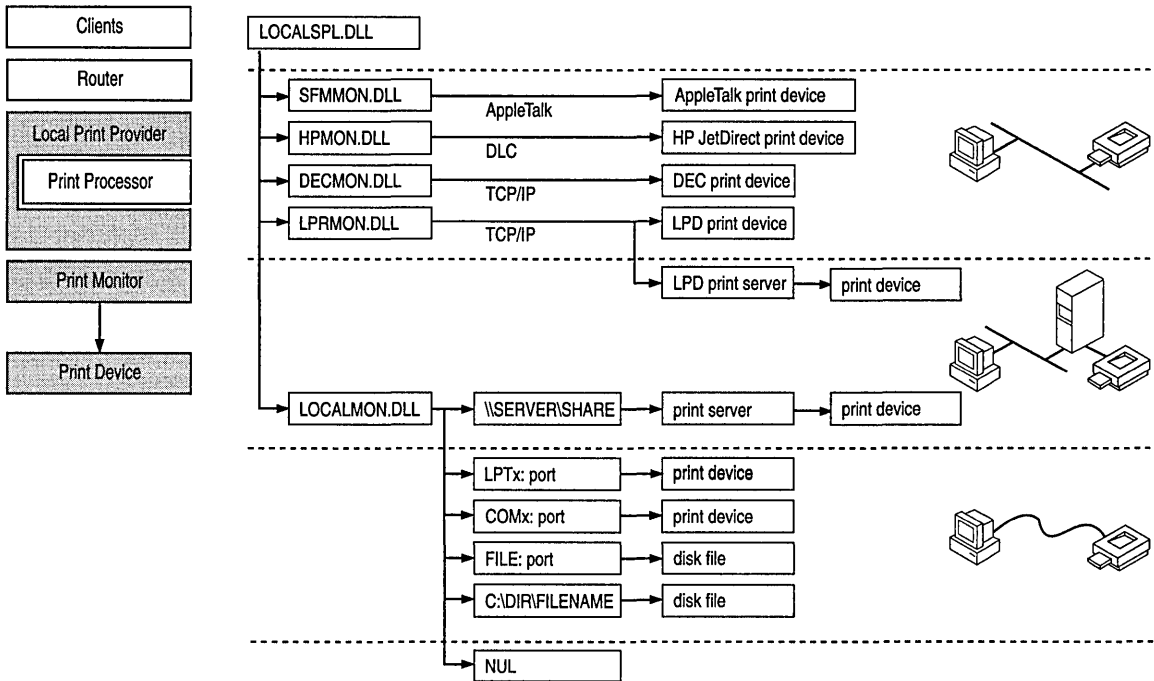 Clients
Router
Local Print Provider
Print Processor
Print Monitor
Print Device
LOCALSPL.DLL
SFMMON.DLL
AppleTalk
AppleTalk print device
HPMON.DLL
DLC
HP JetDirect print device
DECMON.DLL
TCP/IP
DEC print device
LPRMON.DLL
TCP/IP
LPD print device
LPD print server
print device
LOCALMON.DLL
\\SERVER\SHARE
print server
print device
LPTx: port
print device
COMx: port
print device
FILE: port
disk file
C:\DIR\FILENAME
disk file
NUL